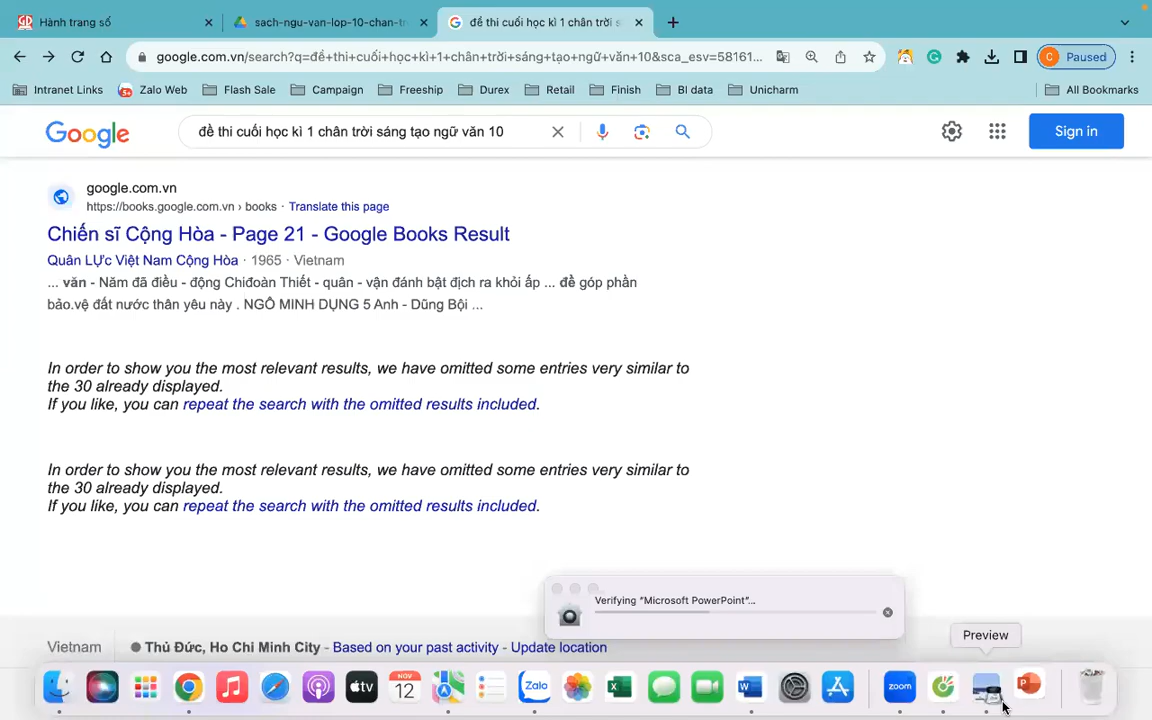 Hành trang số
sach-ngu-van-lop-10-chan-tr
đề thi cuối học kì 1 chân trời s
google.com.vn/search?q=đề+thi+cuối+học+kì+1+chân+trời+sáng+tạo+ngữ+văn+10&sca_esv=58161...
C Paused
Intranet Links
Zalo Web
Flash Sale
Campaign
Freeship
Durex
Retail
Finish
BI data
Unicharm
All Bookmarks
Google
đề thi cuối học kì 1 chân trời sáng tạo ngữ văn 10
Sign in
google.com.vn
https://books.google.com.vn › books · Translate this page
Chiến sĩ Cộng Hòa - Page 21 - Google Books Result
Quân LỰc Việt Nam Cộng Hòa · 1965 · Vietnam
... văn - Năm đã điều - động Chiđoàn Thiết - quân - vận đánh bật địch ra khỏi ấp ... đề góp phần
bảo.vệ đất nước thân yêu này . NGÔ MINH DỤNG 5 Anh - Dũng Bội ...
In order to show you the most relevant results, we have omitted some entries very similar to
the 30 already displayed.
If you like, you can repeat the search with the omitted results included.
In order to show you the most relevant results, we have omitted some entries very similar to
the 30 already displayed.
If you like, you can repeat the search with the omitted results included.
Verifying "Microsoft PowerPoint"...
Preview
Vietnam
Thủ Đức, Ho Chi Minh City - Based on your past activity - Update location
tv
NOV
12
Zalo
X
W
zoom
P